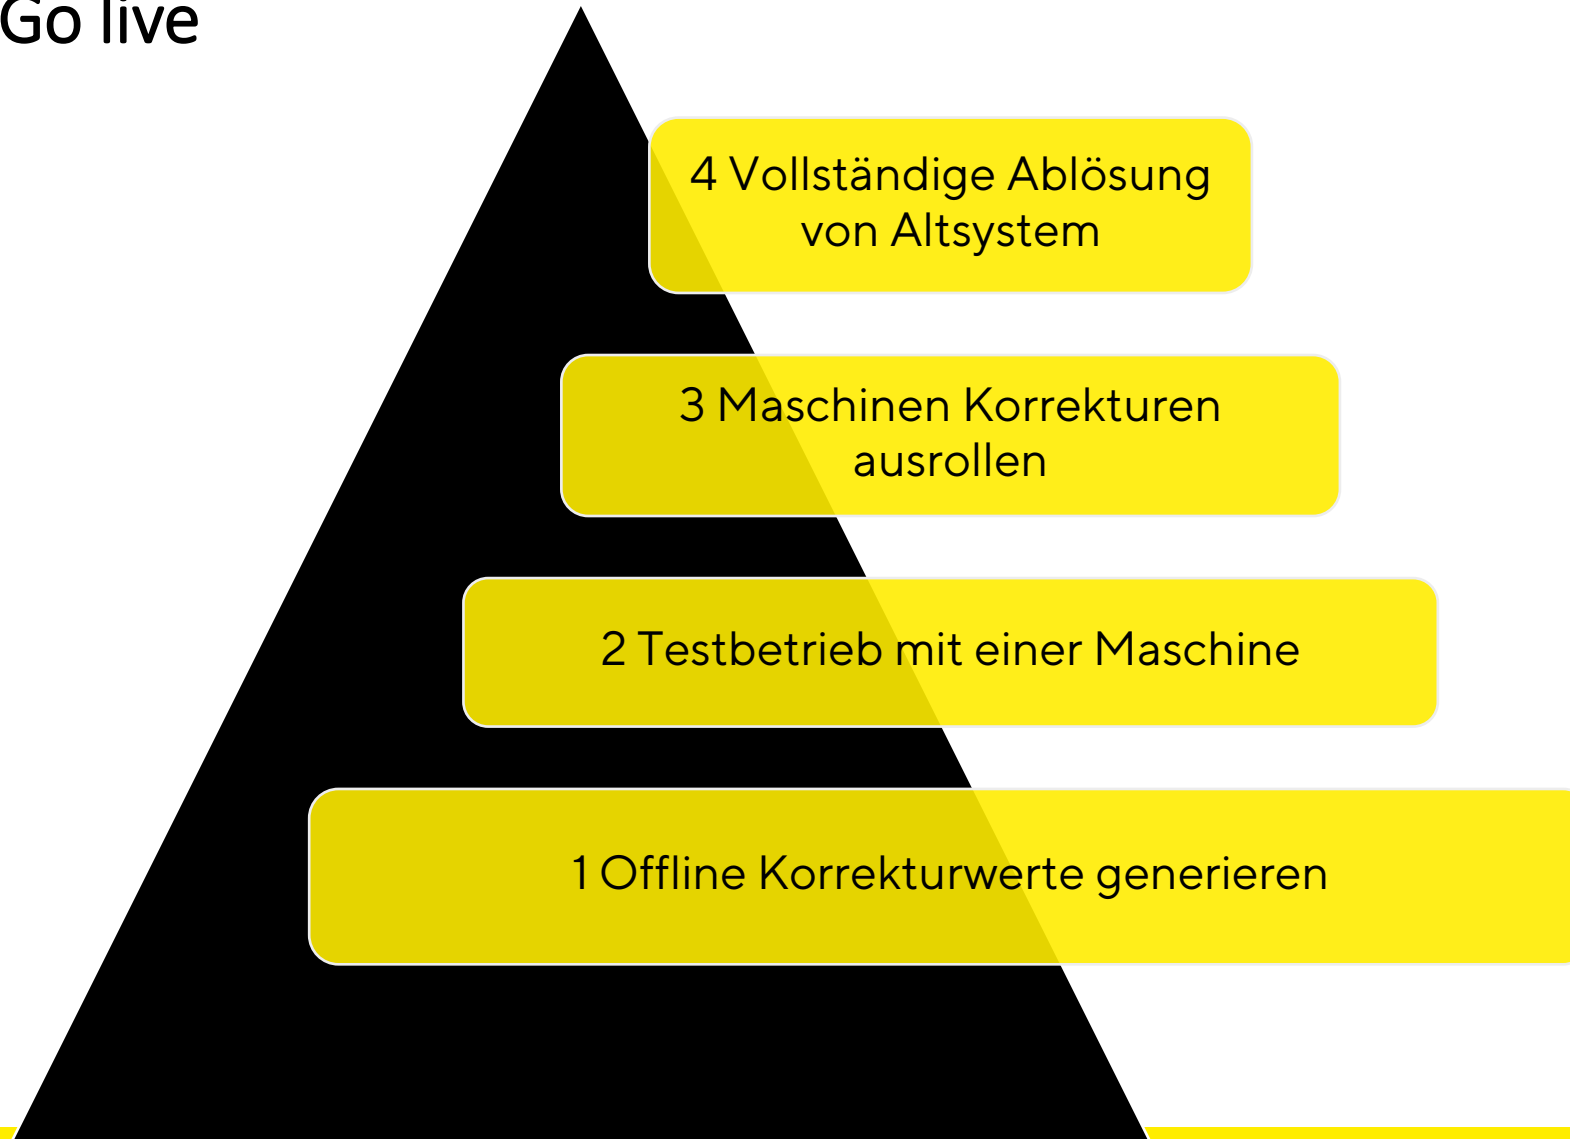 Go live
4 Vollständige Ablösung
von Altsystem
3 Maschinen Korrekturen
ausrollen
2 Testbetrieb mit einer Maschine
1 Offline Korrekturwerte generieren